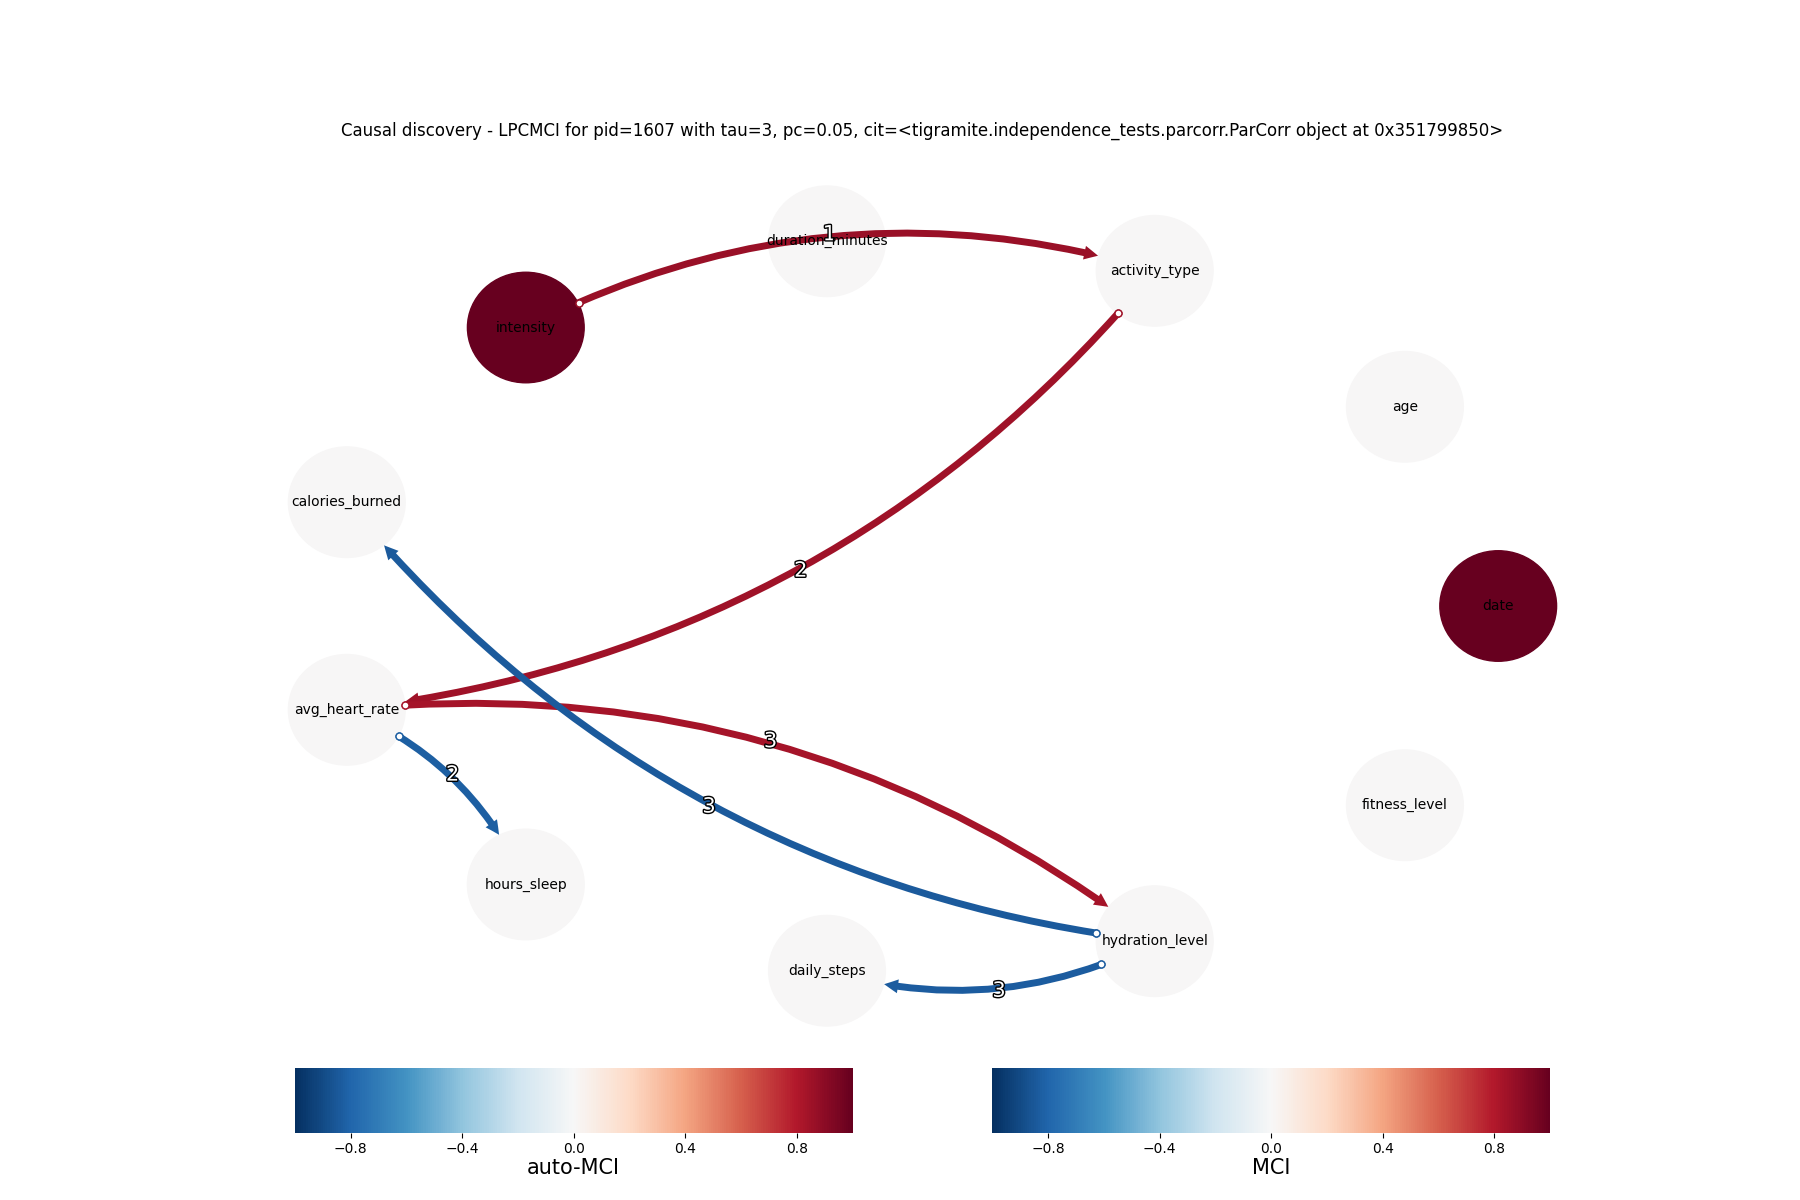 Causal discovery - LPCMCI for pid=1607 with tau=3, pc=0.05, cit=<tigramite.independence_tests.parcorr.ParCorr object at 0x351799850>
1
duration_minutes
activity_type
intensity
age
calories_burned
2
date
avg_heart_rate
3
2
3
fitness_level
hours_sleep
hydration_level
daily_steps
3
−0.8 −0.4 0.0 0.4 0.8
auto-MCI
−0.8 −0.4 0.0 0.4 0.8
MCI